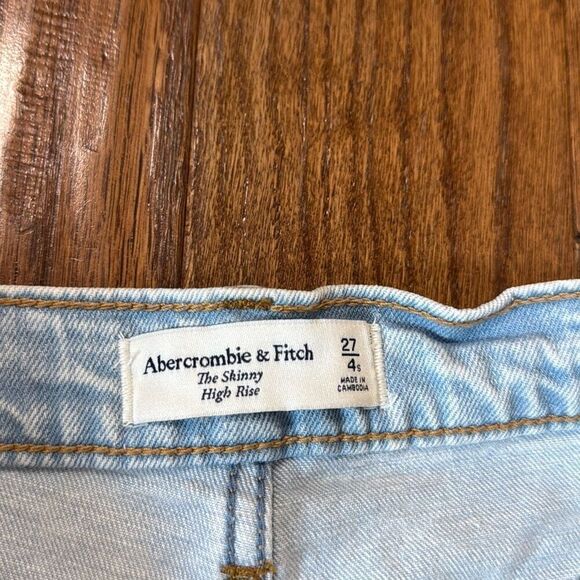 Abercrombie & Fitch
The Skinny
High Rise
27
4s
MADE IN
CAMBODIA